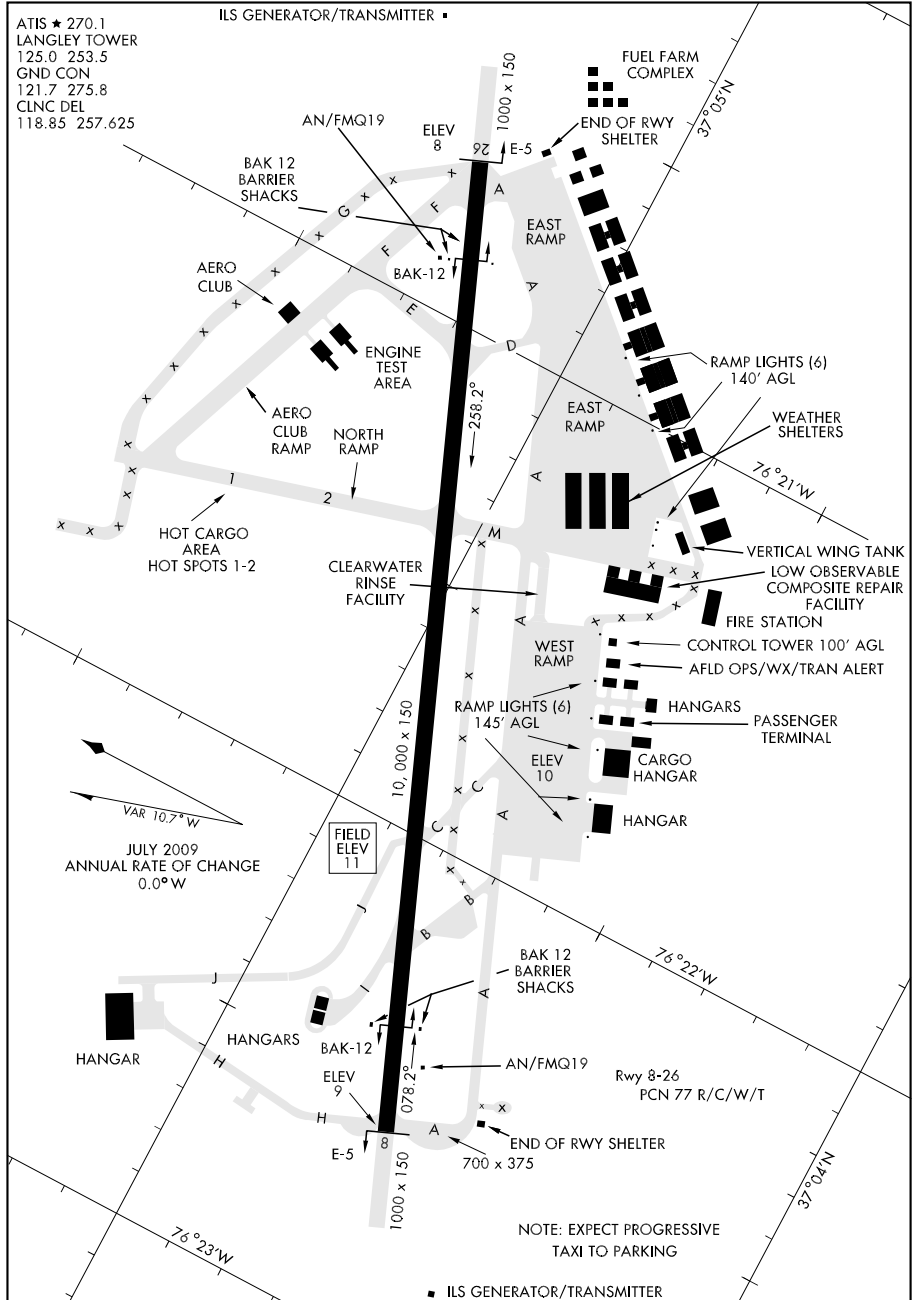 ILS GENERATOR/TRANSMITTER
ATIS ★ 270.1
LANGLEY TOWER
125.0 253.5
GND CON
121.7 275.8
CLNC DEL
118.85 257.625
FUEL FARM
COMPLEX
37°05'N
1000 x 150
END OF RWY
SHELTER
AN/FMQ19
ELEV
8
26
E-5
BAK 12
BARRIER
SHACKS
A
G
F
F
EAST
RAMP
BAK-12
A
AERO
CLUB
E
D
ENGINE
TEST
AREA
RAMP LIGHTS (6)
140' AGL
258.2°
AERO
CLUB
RAMP
EAST
RAMP
WEATHER
SHELTERS
NORTH
RAMP
A
76°21'W
1
2
HOT CARGO
AREA
HOT SPOTS 1-2
M
VERTICAL WING TANK
CLEARWATER
RINSE
FACILITY
LOW OBSERVABLE
COMPOSITE REPAIR
FACILITY
FIRE STATION
A
WEST
RAMP
CONTROL TOWER 100' AGL
AFLD OPS/WX/TRAN ALERT
10,000 x 150
RAMP LIGHTS (6)
145' AGL
HANGARS
PASSENGER
TERMINAL
ELEV
10
CARGO
HANGAR
VAR 10.7° W
C
C
A
HANGAR
FIELD
ELEV
11
JULY 2009
ANNUAL RATE OF CHANGE
0.0° W
J
B
B
76°22'W
BAK 12
BARRIER
SHACKS
J
I
A
HANGARS
BAK-12
HANGAR
H
078.2°
AN/FMQ19
Rwy 8-26
PCN 77 R/C/W/T
ELEV
9
H
8
A
E-5
END OF RWY SHELTER
700 x 375
1000 x 150
37°04'N
NOTE: EXPECT PROGRESSIVE
TAXI TO PARKING
76°23'W
ILS GENERATOR/TRANSMITTER